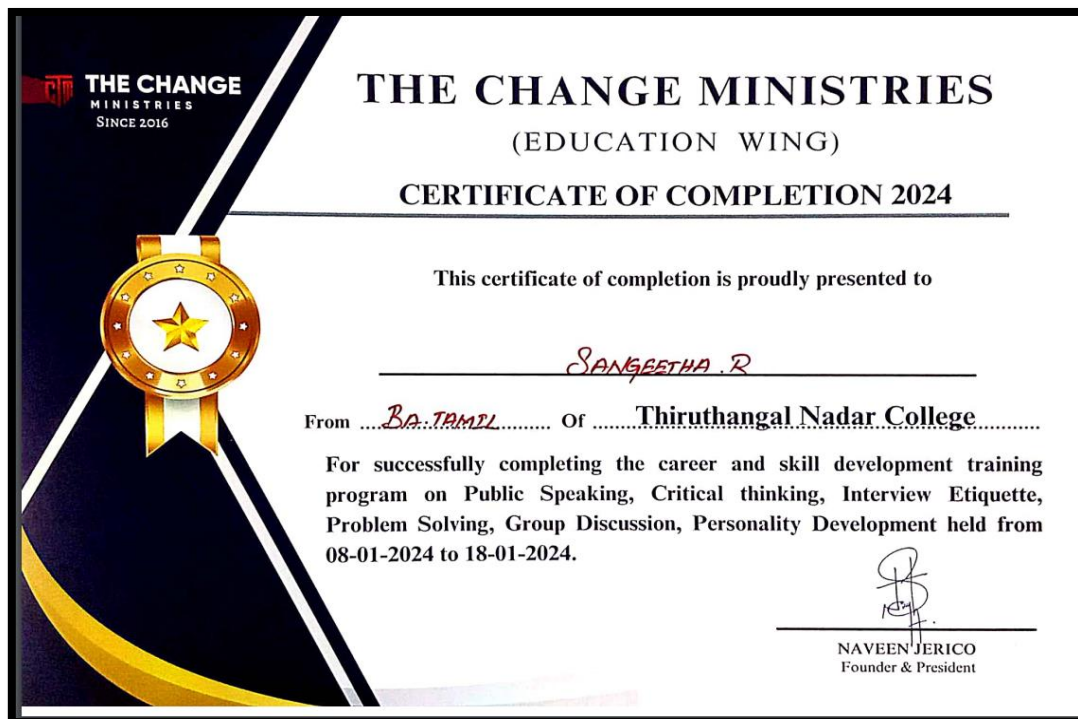 CTM
THE CHANGE
MINISTRIES
SINCE 2016
THE CHANGE MINISTRIES
(EDUCATION WING)
CERTIFICATE OF COMPLETION 2024
This certificate of completion is proudly presented to
SANGEETHA . R
From ....BA.TAMIL......... Of ......Thiruthangal Nadar College...........
For successfully completing the career and skill development training
program on Public Speaking, Critical thinking, Interview Etiquette,
Problem Solving, Group Discussion, Personality Development held from
08-01-2024 to 18-01-2024.
NAVEEN JERICO
Founder & President